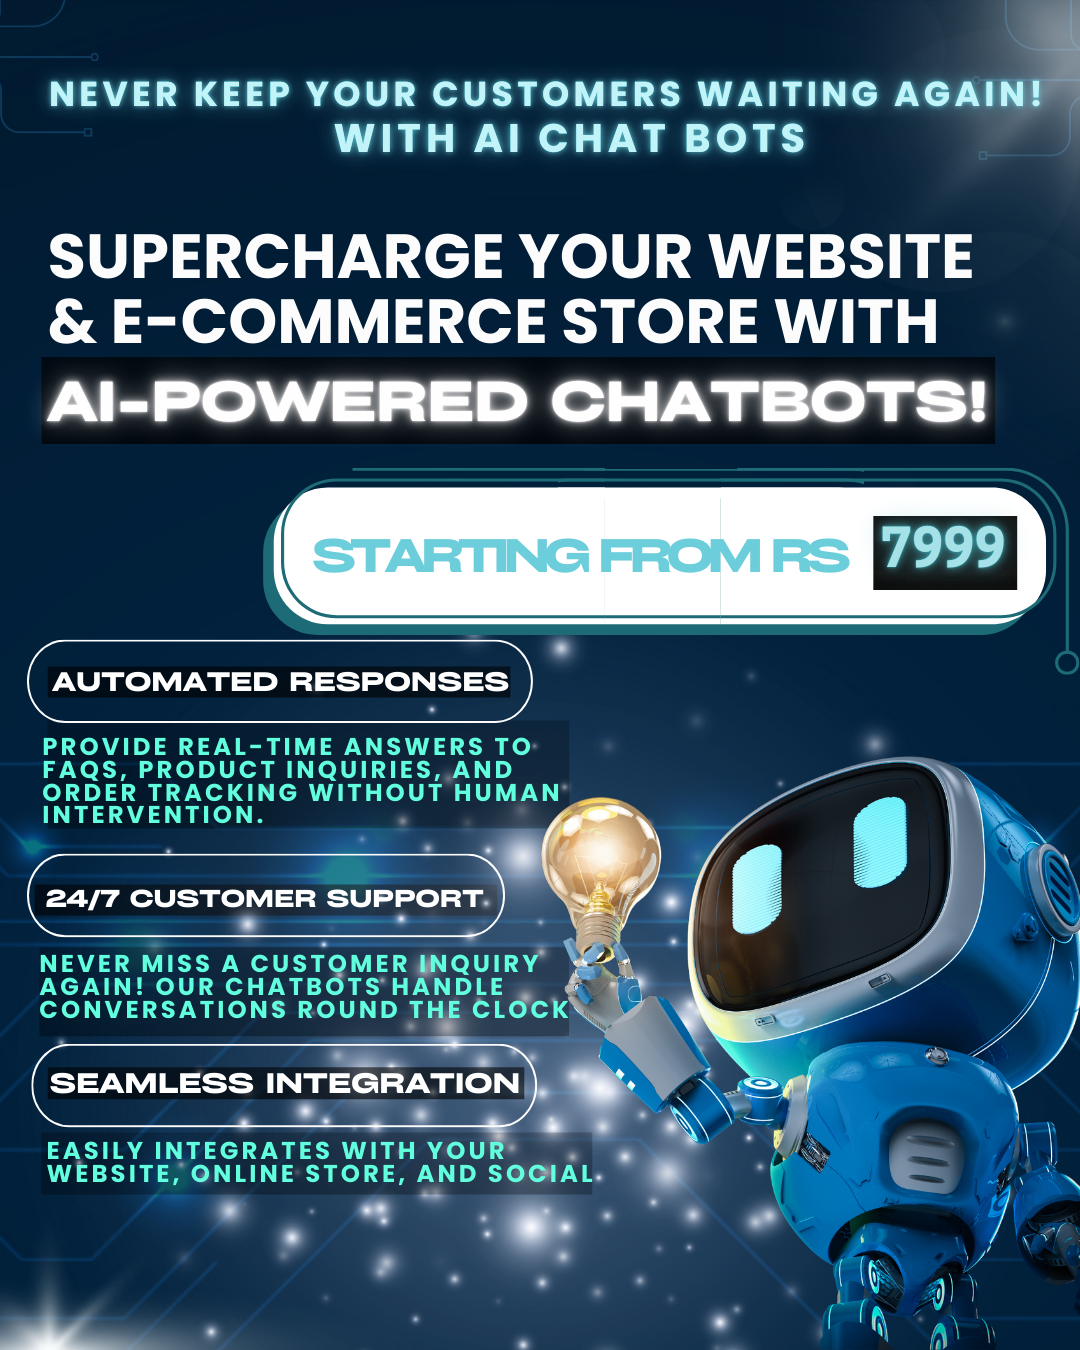 NEVER KEEP YOUR CUSTOMERS WAITING AGAIN!
WITH AI CHAT BOTS
SUPERCHARGE YOUR WEBSITE
& E-COMMERCE STORE WITH
AI-POWERED CHATBOTS!
STARTING FROM RS 7999
AUTOMATED RESPONSES
PROVIDE REAL-TIME ANSWERS TO
FAQS, PRODUCT INQUIRIES, AND
ORDER TRACKING WITHOUT HUMAN
INTERVENTION.
24/7 CUSTOMER SUPPORT
NEVER MISS A CUSTOMER INQUIRY
AGAIN! OUR CHATBOTS HANDLE
CONVERSATIONS ROUND THE CLOCK
SEAMLESS INTEGRATION
EASILY INTEGRATES WITH YOUR
WEBSITE, ONLINE STORE, AND SOCIAL